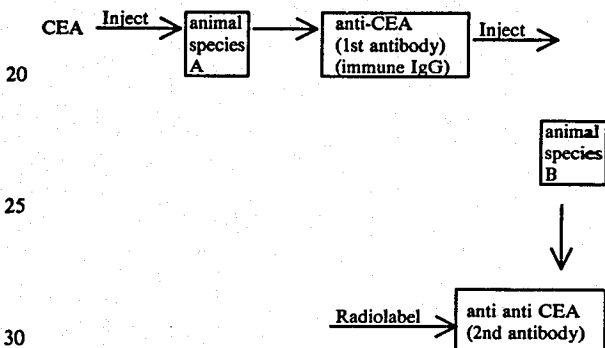 CEA Inject animal species A anti-CEA (1st antibody) (immune IgG) Inject
20
animal
species
B
25
Radiolabel anti anti CEA
(2nd antibody)
30